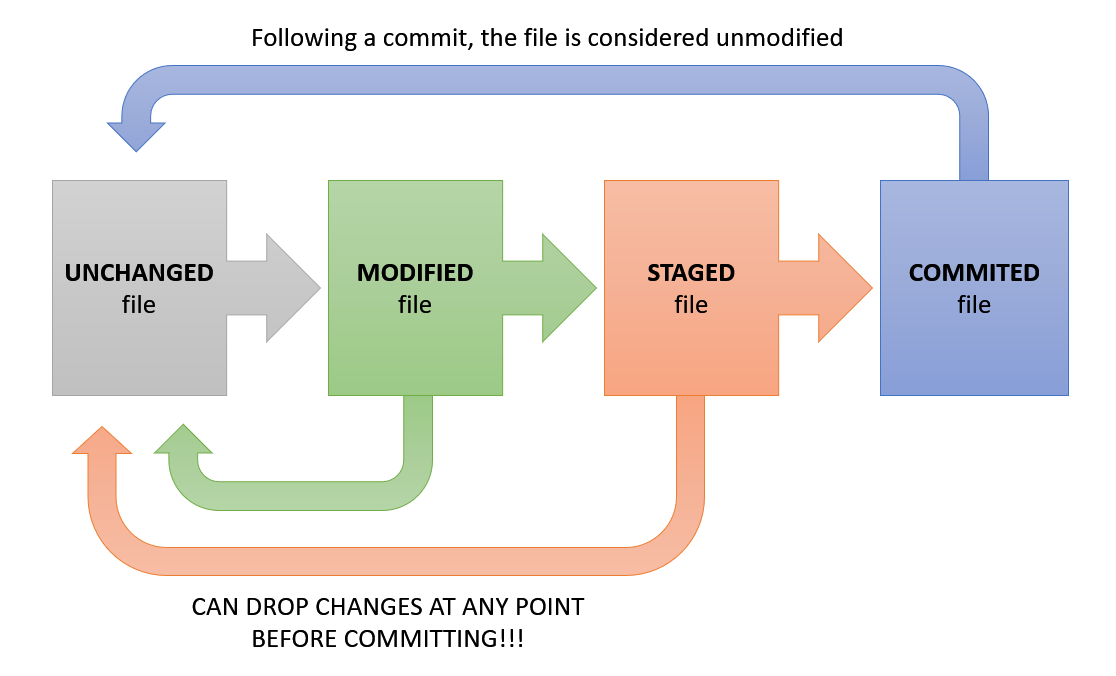 Following a commit, the file is considered unmodified
UNCHANGED
file
MODIFIED
file
STAGED
file
COMMITED
file
CAN DROP CHANGES AT ANY POINT
BEFORE COMMITTING!!!